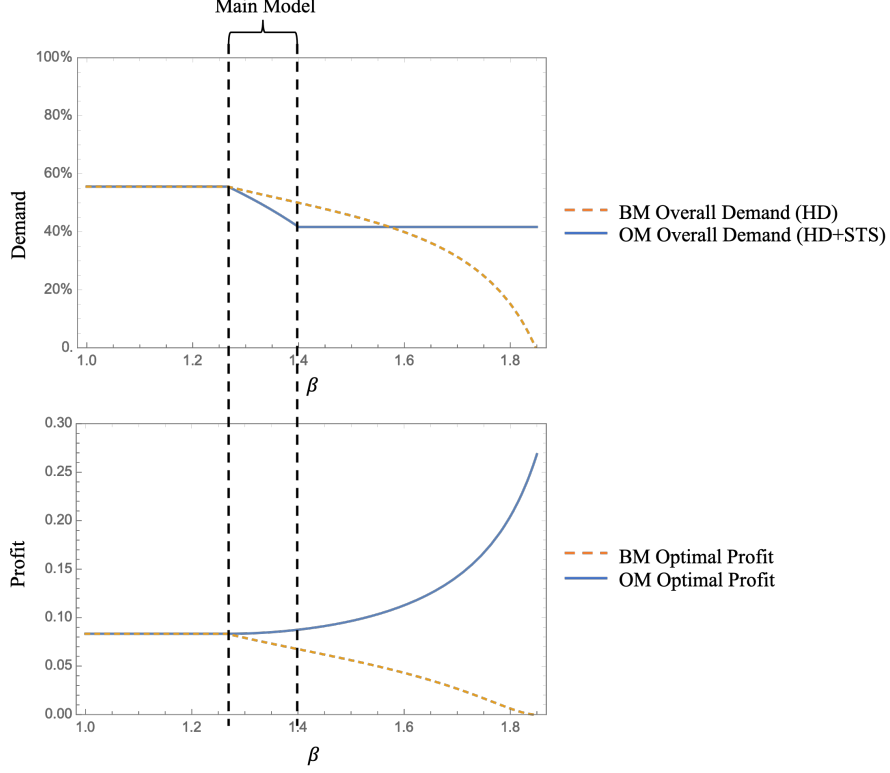 Main Model
100%
80%
60%
40%
20%
0.
Demand
1.0 1.2 1.4 1.6 1.8
β
BM Overall Demand (HD)
OM Overall Demand (HD+STS)
0.30
0.25
0.20
0.15
0.10
0.05
0.00
Profit
1.0 1.2 1.4 1.6 1.8
β
BM Optimal Profit
OM Optimal Profit